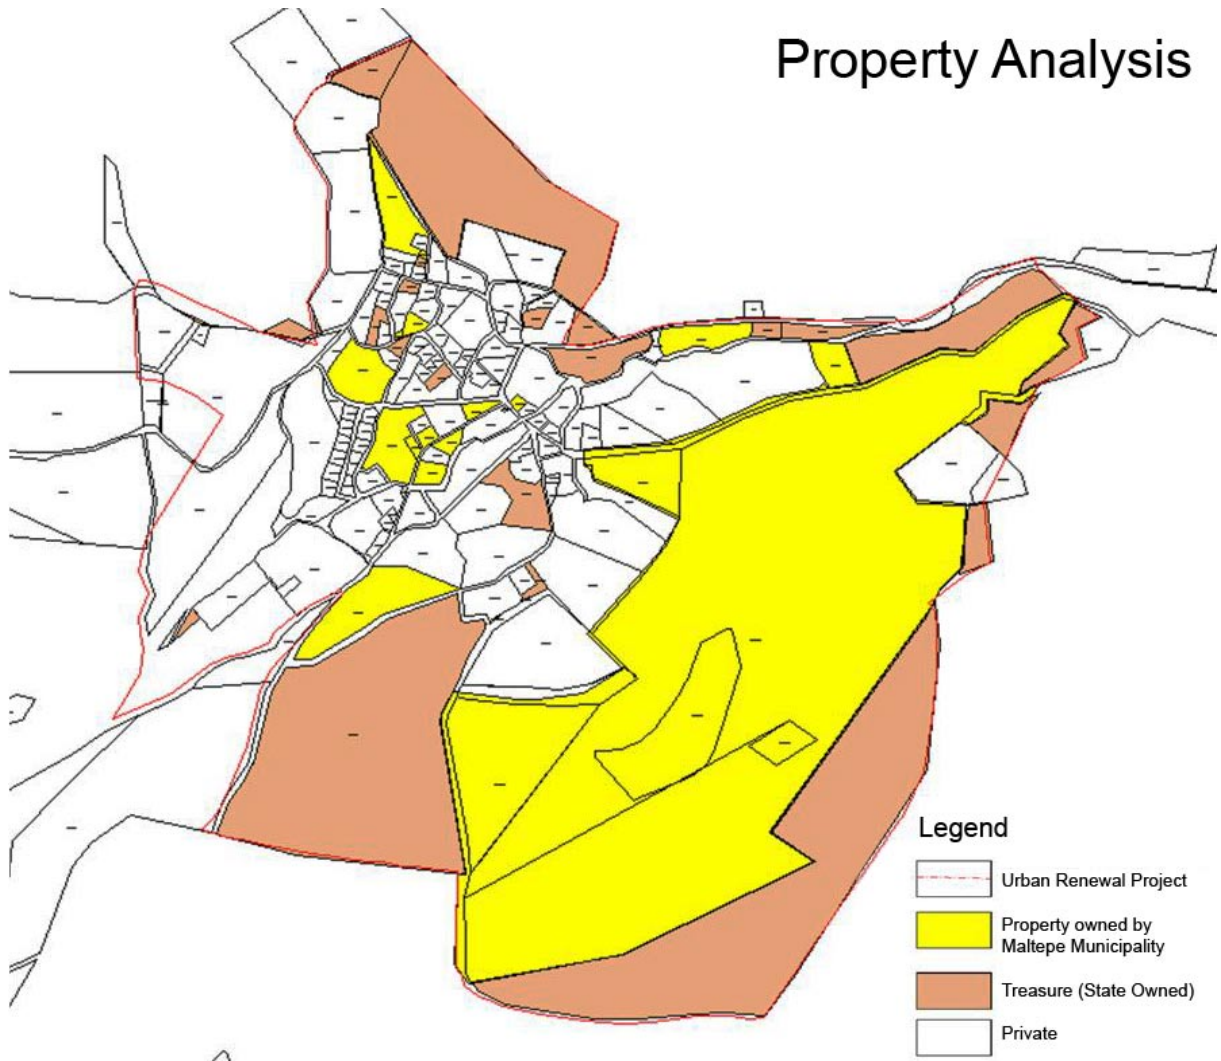 Property Analysis
Legend
Urban Renewal Project
Property owned by
Maltepe Municipality
Treasure (State Owned)
Private